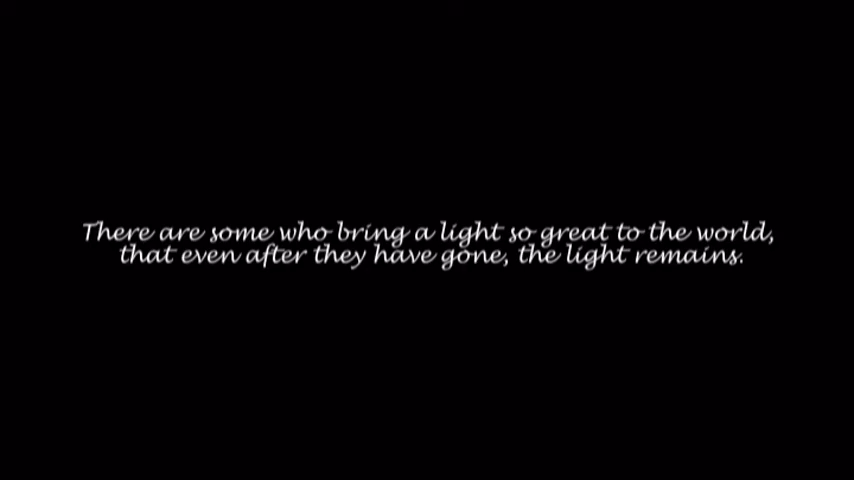 There are some who bring a light so great to the world,
that even after they have gone, the light remains.